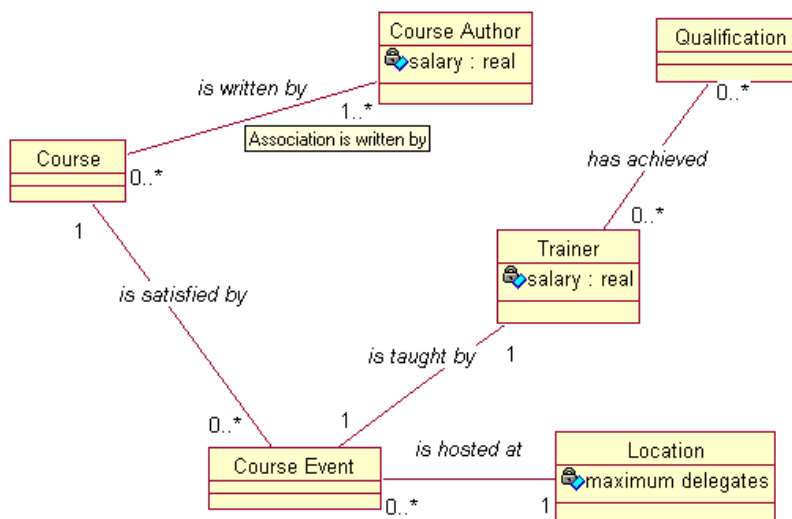 Course Author
salary : real
Qualification
0..*
is written by
1..*
Association is written by
Course
0..*
has achieved
0..*
1
Trainer
salary : real
is satisfied by
is taught by
1
0..*
1
Course Event
is hosted at
Location
maximum delegates
0..*
1